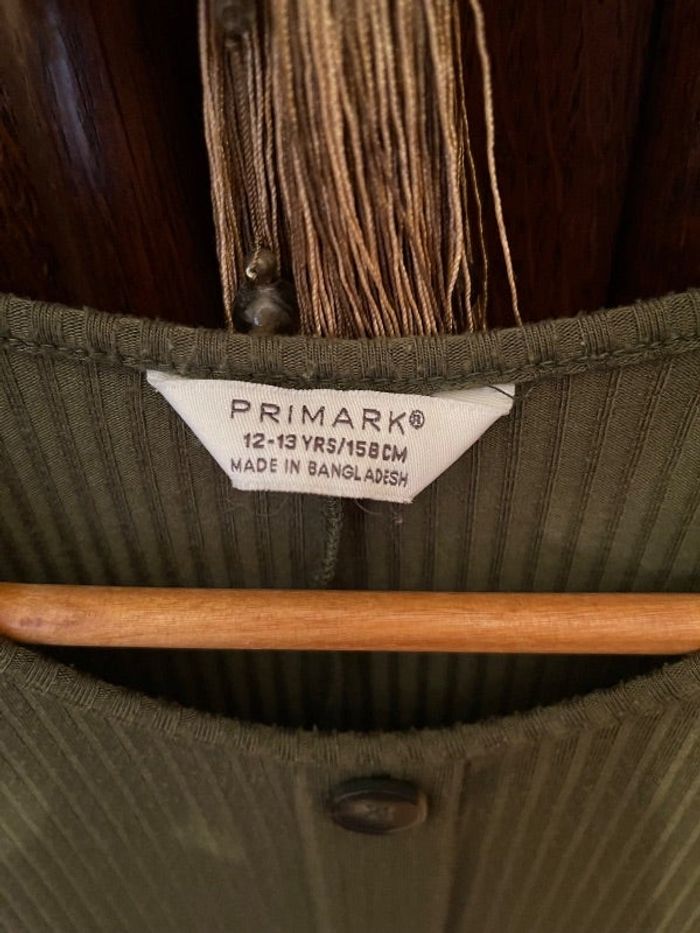 PRIMARK®
12-13 YRS/158CM
MADE IN BANGLADESH